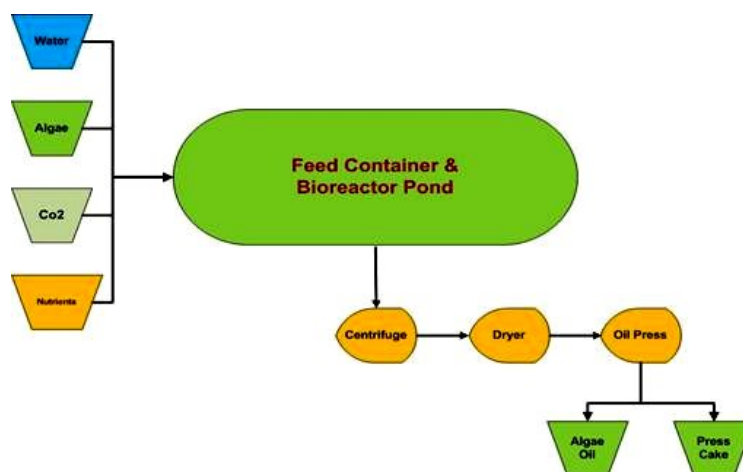 Water
Algae
Co2
Nutrients
Feed Container &
Bioreactor Pond
Centrifuge
Dryer
Oil Press
Algae
Oil
Press
Cake